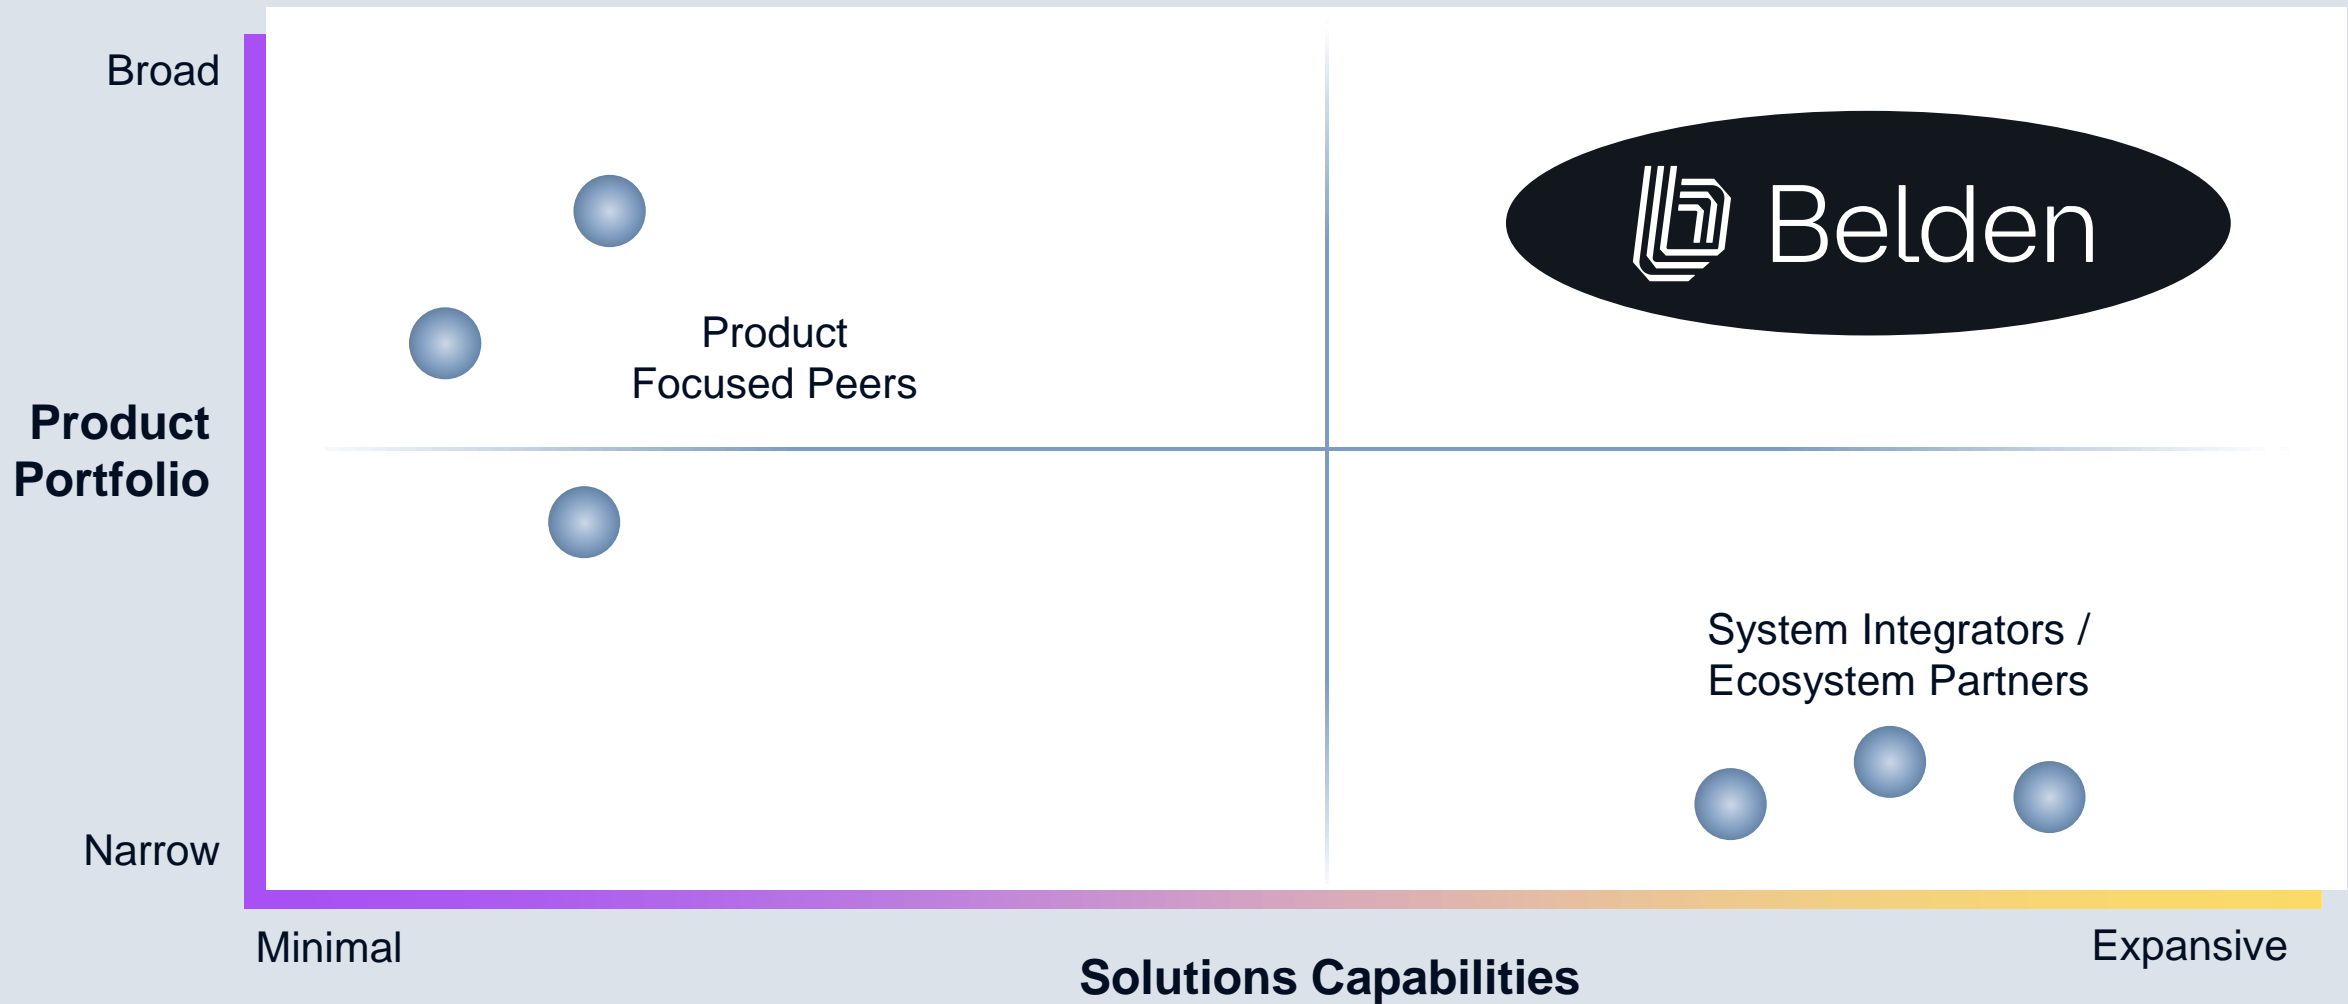 Broad
Belden
Product
Focused Peers
Product
Portfolio
System Integrators /
Ecosystem Partners
Narrow
Minimal
Expansive
Solutions Capabilities